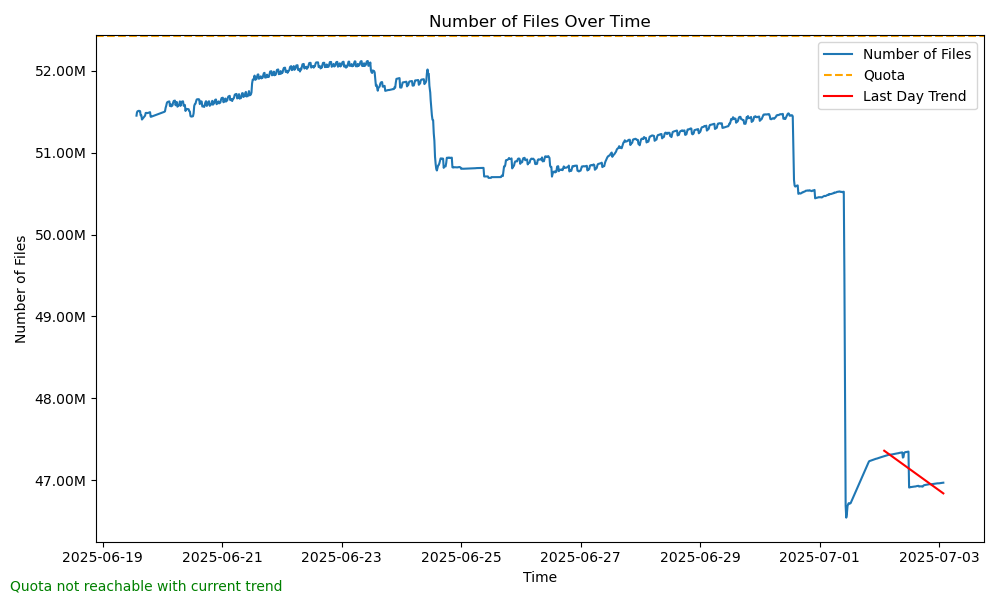 Number of Files Over Time
Number of Files
Quota
Last Day Trend
52.00M
51.00M
50.00M
49.00M
48.00M
47.00M
Number of Files
2025-06-19
2025-06-21
2025-06-23
2025-06-25
2025-06-27
2025-06-29
2025-07-01
2025-07-03
Time
Quota not reachable with current trend